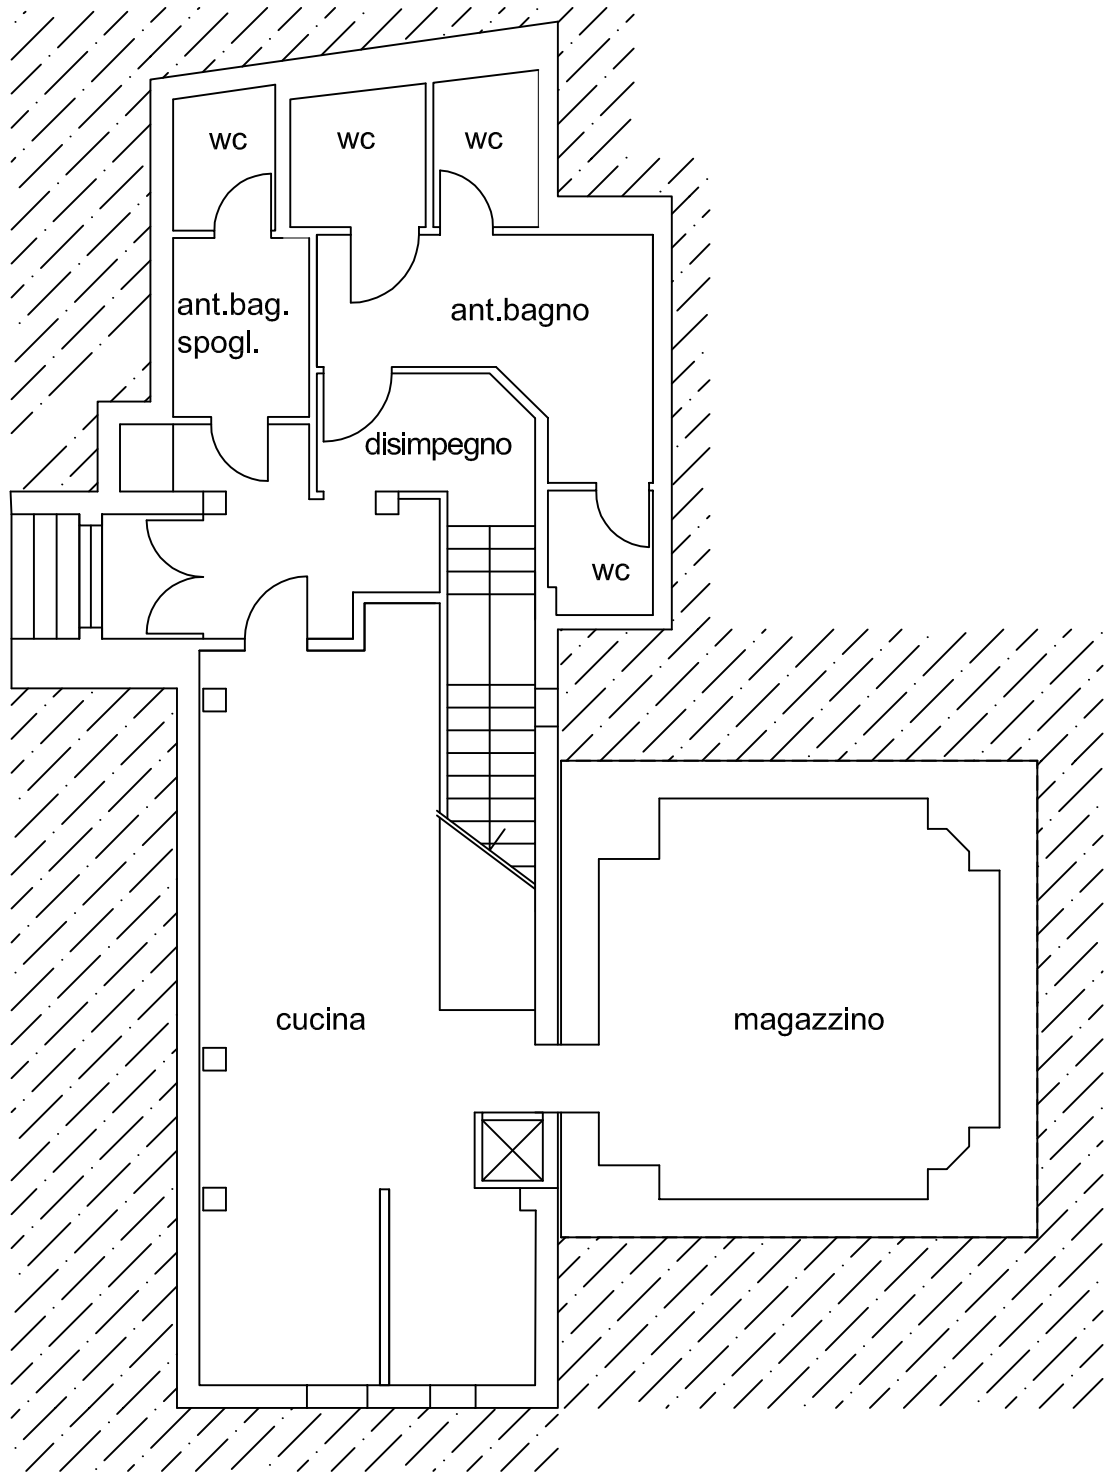 wc
wc
wc
ant.bag.
spogl.
ant.bagno
disimpegno
wc
cucina
magazzino